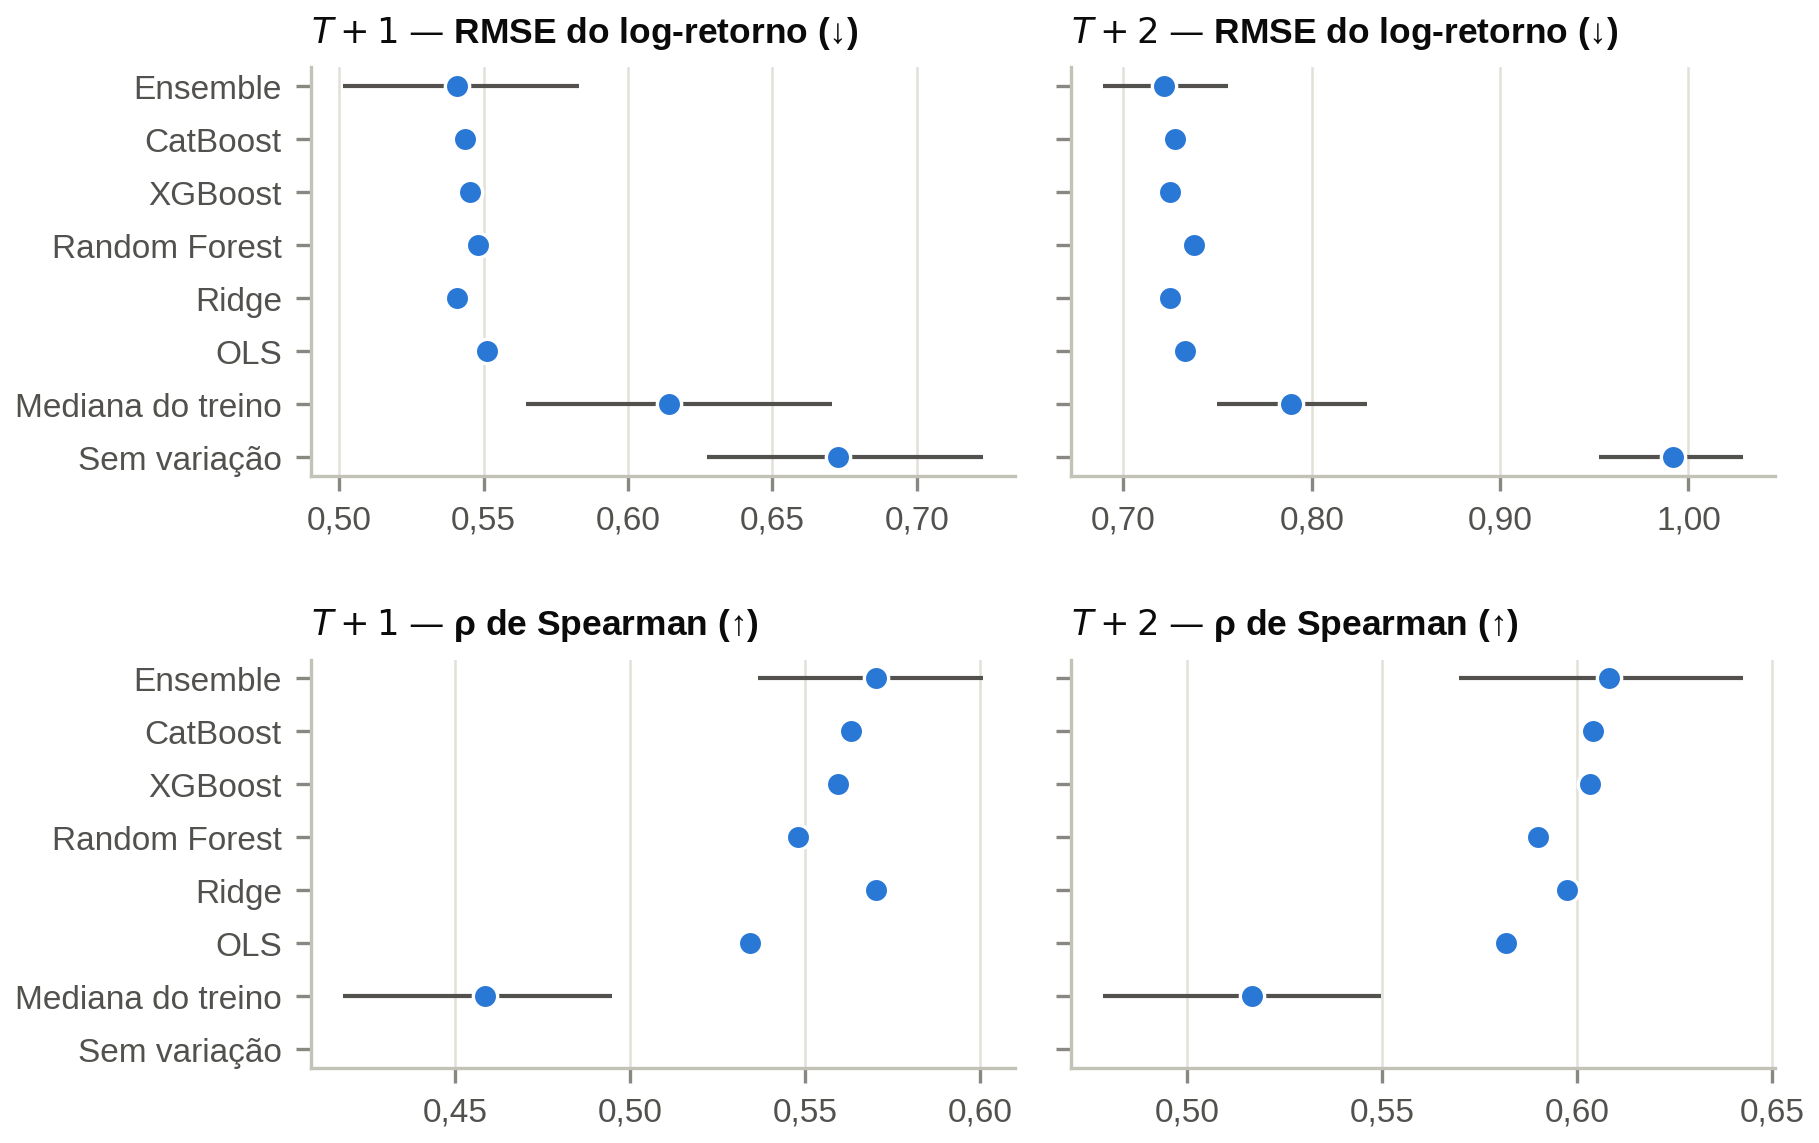 T + 1 — RMSE do log-retorno (↓)
T + 2 — RMSE do log-retorno (↓)
Ensemble
CatBoost
XGBoost
Random Forest
Ridge
OLS
Mediana do treino
Sem variação
0,50 0,55 0,60 0,65 0,70
0,70 0,80 0,90 1,00
T + 1 — ρ de Spearman (↑)
T + 2 — ρ de Spearman (↑)
Ensemble
CatBoost
XGBoost
Random Forest
Ridge
OLS
Mediana do treino
Sem variação
0,45 0,50 0,55 0,60
0,50 0,55 0,60 0,65